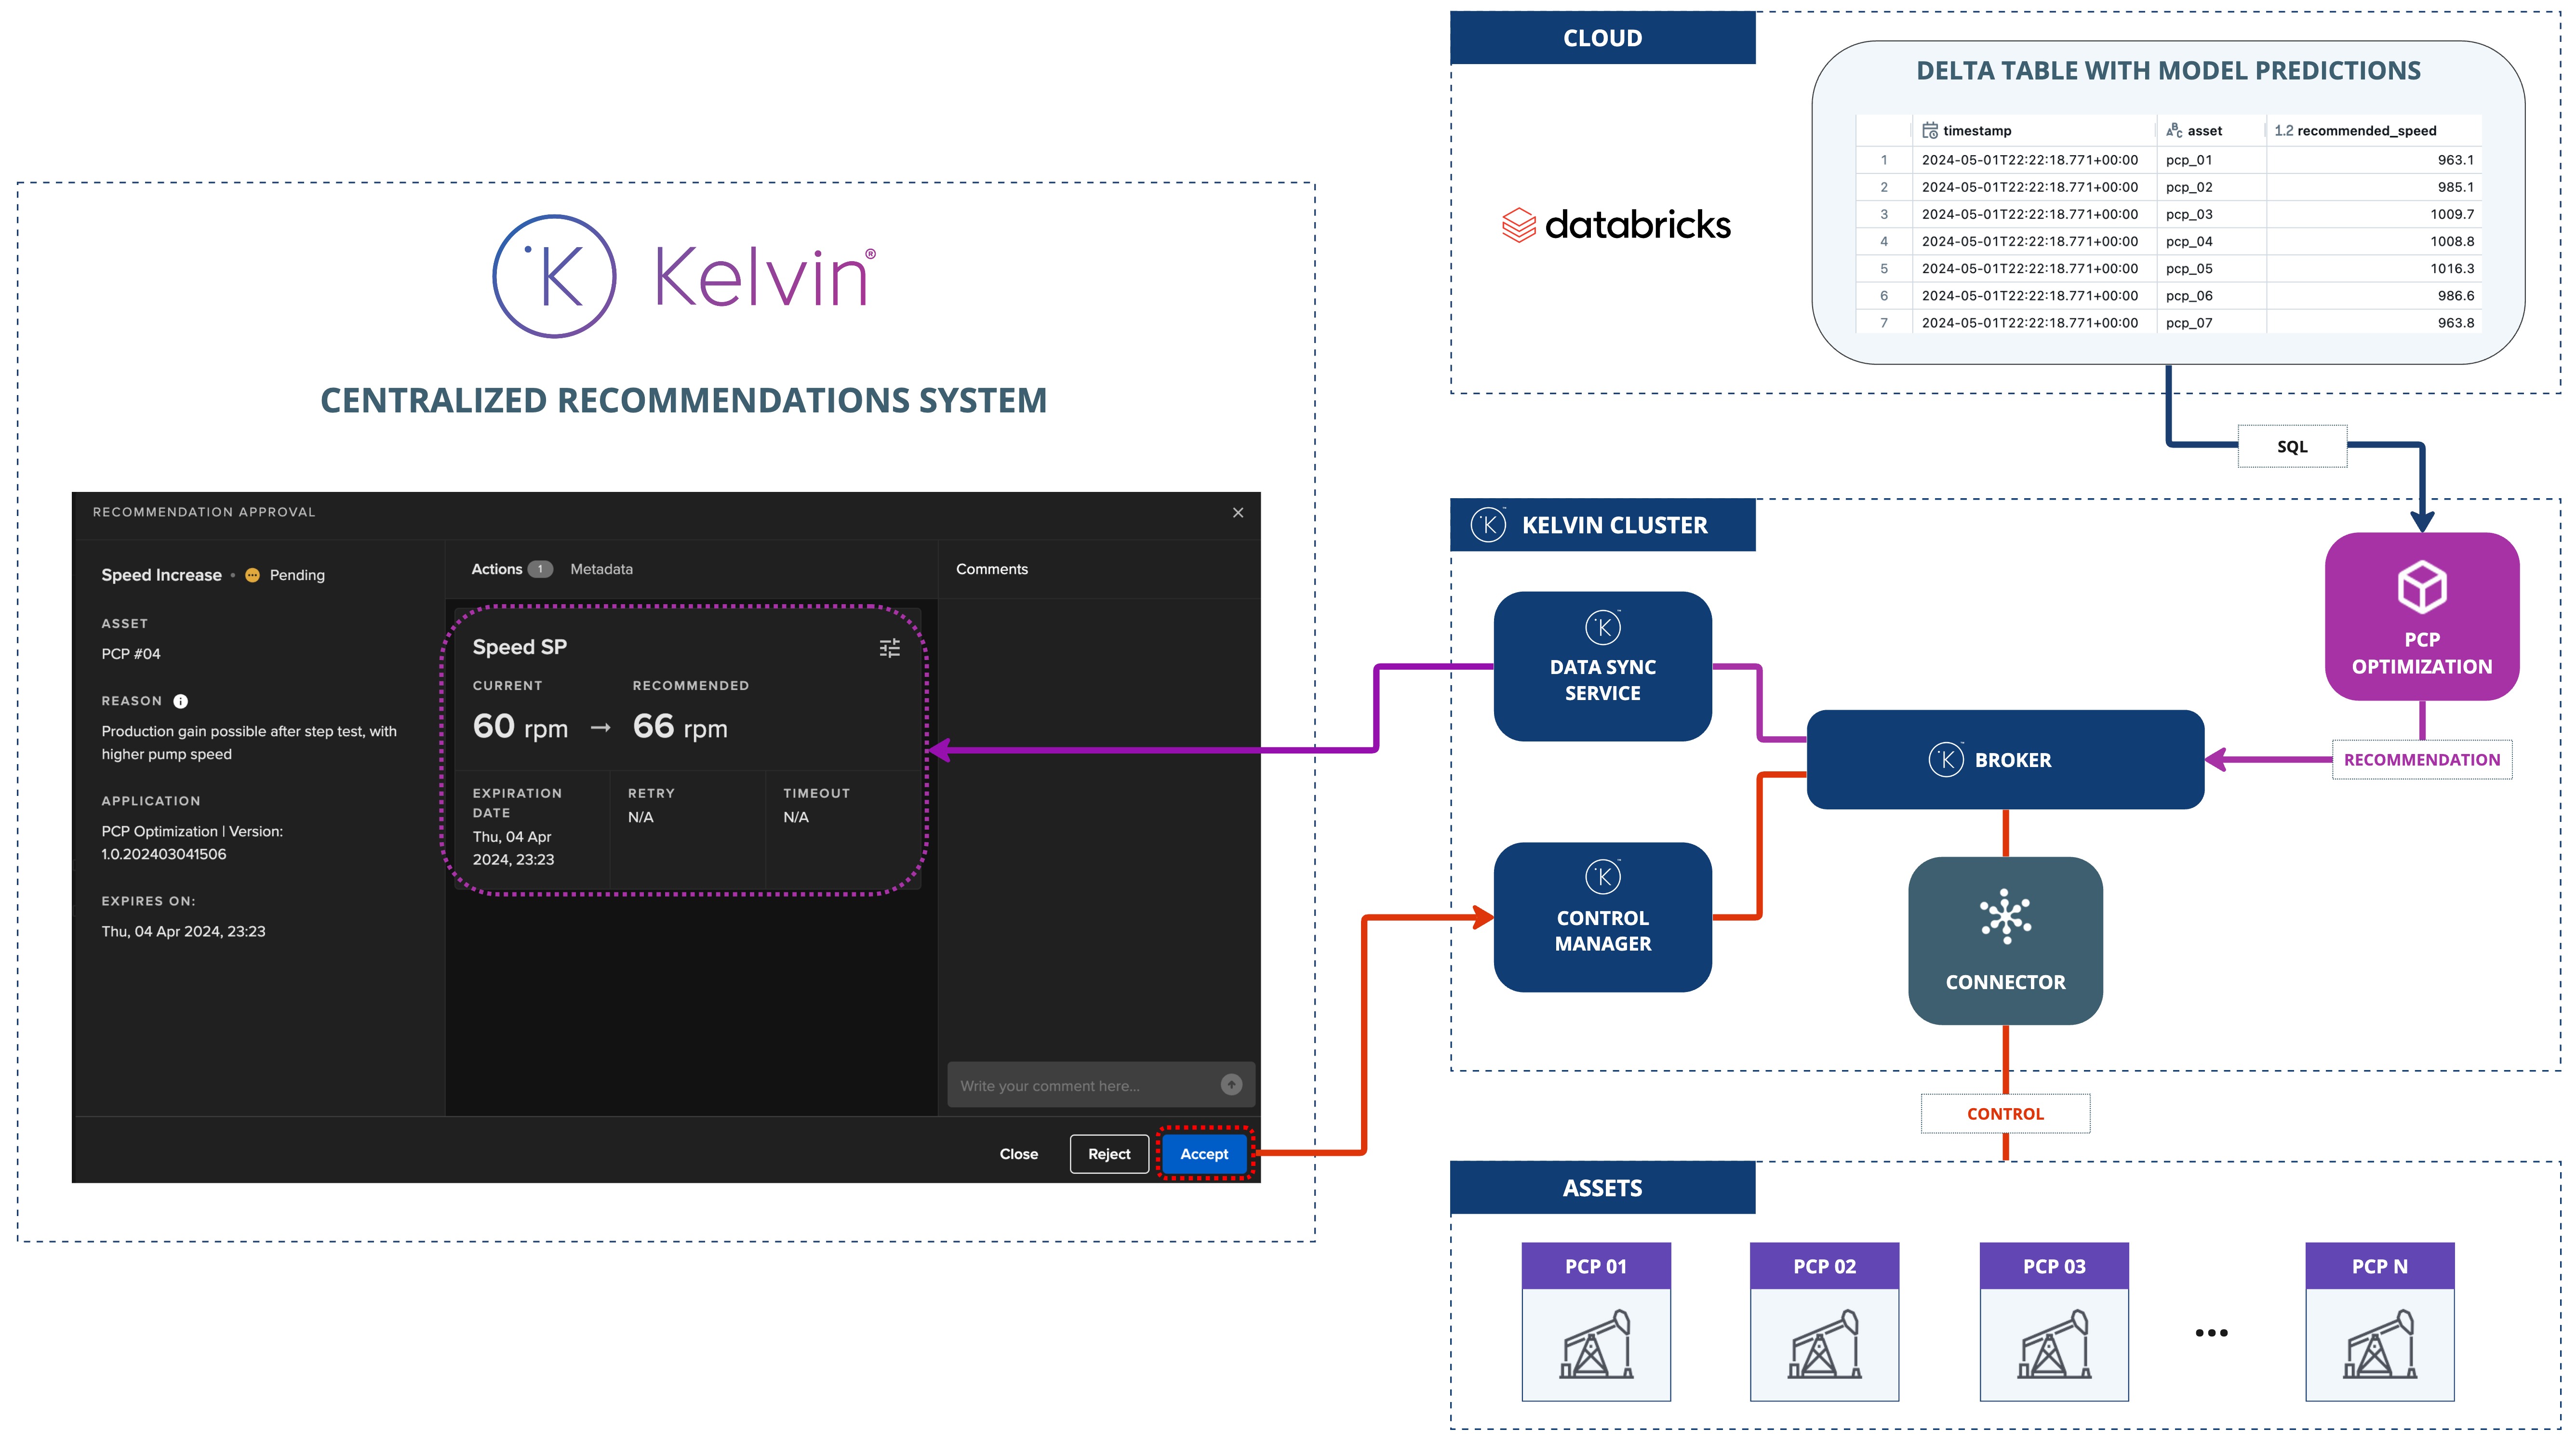 Kelvin®
CENTRALIZED RECOMMENDATIONS SYSTEM
RECOMMENDATION APPROVAL
Speed Increase • Pending
ASSET
PCP #04
REASON
Production gain possible after step test, with
higher pump speed
APPLICATION
PCP Optimization | Version:
1.0.202403041506
EXPIRES ON:
Thu, 04 Apr 2024, 23:23
Actions 1 Metadata
Speed SP
CURRENT RECOMMENDED
60 rpm → 66 rpm
EXPIRATION
DATE
Thu, 04 Apr
2024, 23:23
RETRY
N/A
TIMEOUT
N/A
Comments
Write your comment here...
Close Reject Accept
CLOUD
databricks
DELTA TABLE WITH MODEL PREDICTIONS
timestamp ABC asset 1.2 recommended_speed
1 2024-05-01T22:22:18.771+00:00 pcp_01 963.1
2 2024-05-01T22:22:18.771+00:00 pcp_02 985.1
3 2024-05-01T22:22:18.771+00:00 pcp_03 1009.7
4 2024-05-01T22:22:18.771+00:00 pcp_04 1008.8
5 2024-05-01T22:22:18.771+00:00 pcp_05 1016.3
6 2024-05-01T22:22:18.771+00:00 pcp_06 986.6
7 2024-05-01T22:22:18.771+00:00 pcp_07 963.8
SQL
KELVIN CLUSTER
DATA SYNC
SERVICE
PCP
OPTIMIZATION
BROKER
RECOMMENDATION
CONTROL
MANAGER
CONNECTOR
CONTROL
ASSETS
PCP 01
PCP 02
PCP 03
...
PCP N